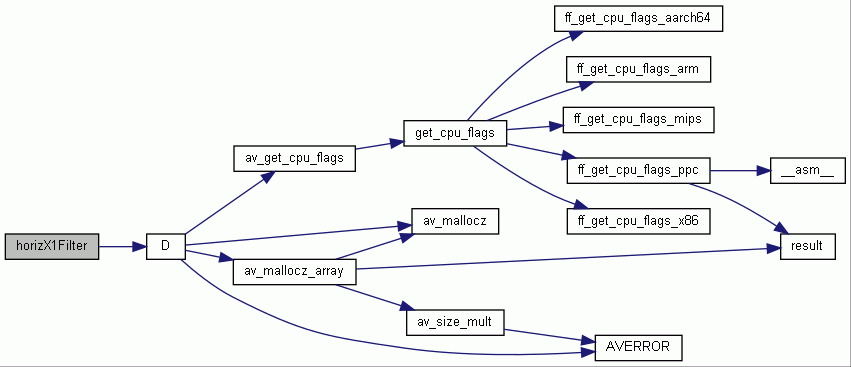 ff_get_cpu_flags_aarch64
ff_get_cpu_flags_arm
ff_get_cpu_flags_mips
get_cpu_flags
av_get_cpu_flags
ff_get_cpu_flags_ppc
__asm__
ff_get_cpu_flags_x86
av_mallocz
horizX1Filter
D
result
av_mallocz_array
av_size_mult
AVERROR